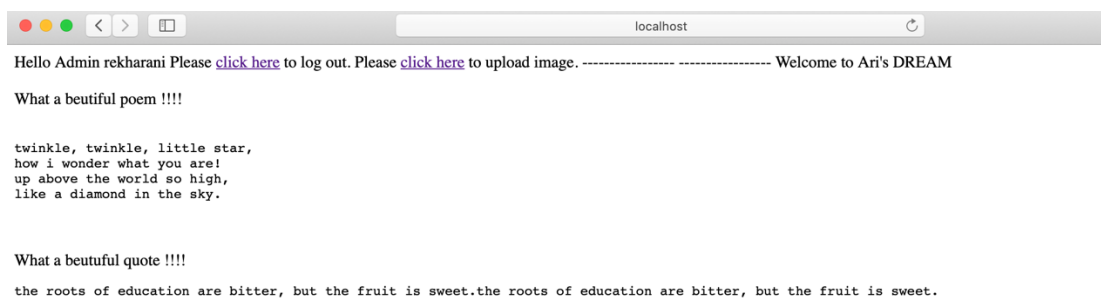 localhost
Hello Admin rekharani Please click here to log out. Please click here to upload image. ----------------- ----------------- Welcome to Ari's DREAM
What a beutiful poem !!!!
twinkle, twinkle, little star,
how i wonder what you are!
up above the world so high,
like a diamond in the sky.
What a beutuful quote !!!!
the roots of education are bitter, but the fruit is sweet.the roots of education are bitter, but the fruit is sweet.